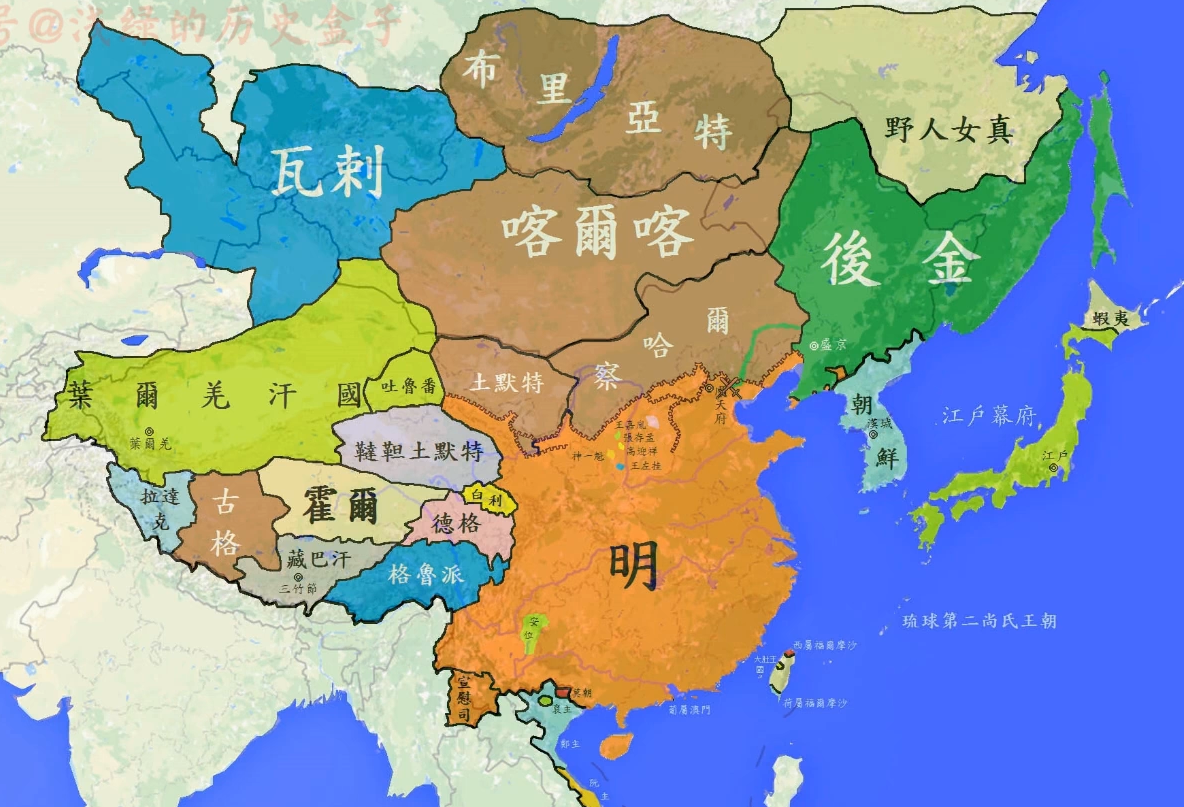 号@浅绿的历史盒子
布里亞特
野人女真
瓦剌
喀爾喀
後金
察哈爾
盛京
蝦夷
土默特
葉爾羌汗國
吐魯番
葉爾羌
順天府
朝鮮
漢城
江戶幕府
江戶
韃靼土默特
王嘉胤
張存孟
神一魁
高迎祥
王左挂
拉達克
古格
霍爾
白利
德格
藏巴汗
三竹節
格魯派
明
安位
琉球第二尚氏王朝
西屬福爾摩沙
大肚王國
荷屬福爾摩沙
宣慰司
莫朝
裒主
葡屬澳門
鄭主
阮主